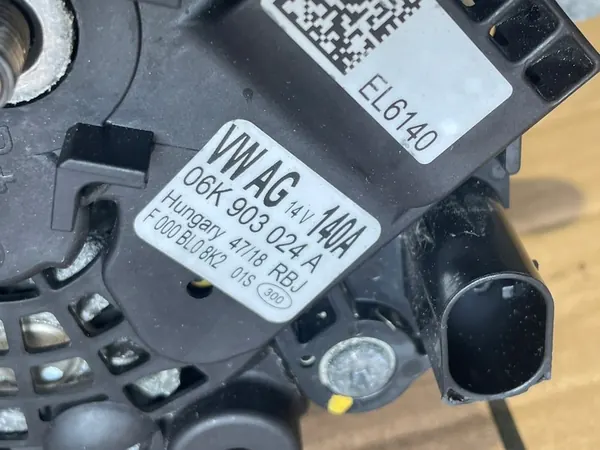 EL6140
VW AG
14V 140A
06K 903 024 A
Hungary 47/18 RBJ
F 000 BL0 8K2 01S 300